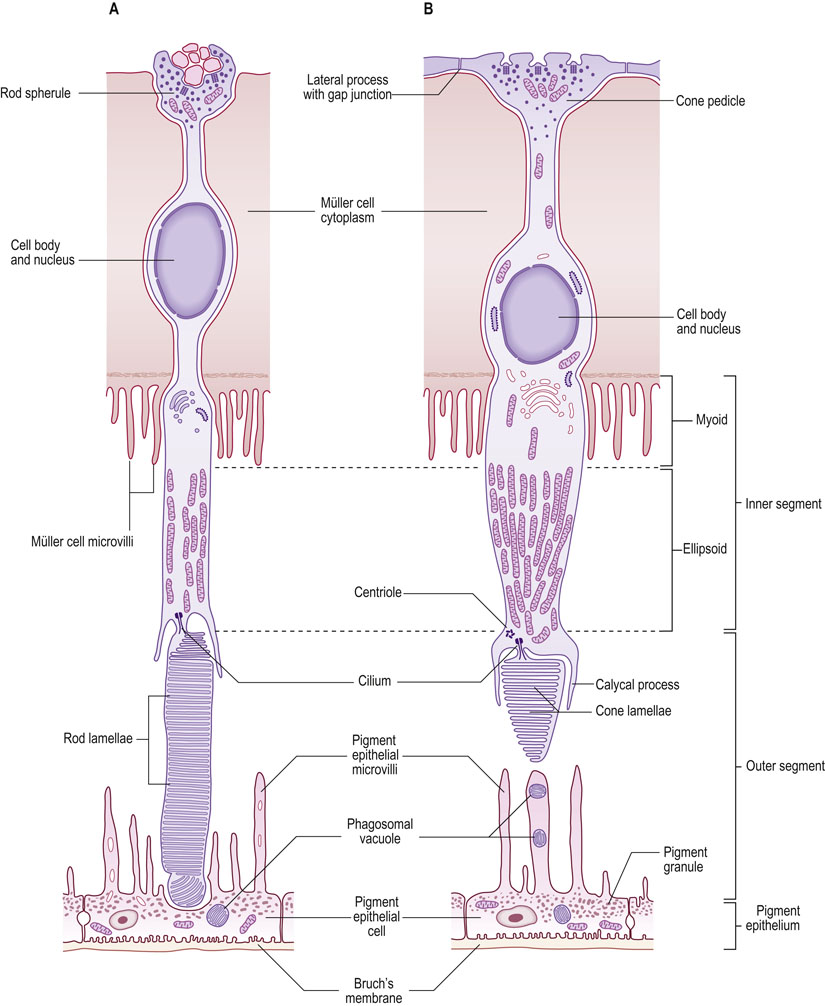 A
B
Rod spherule
Lateral process
with gap junction
Cone pedicle
Müller cell
cytoplasm
Cell body
and nucleus
Cell body
and nucleus
Myoid
Inner segment
Müller cell microvilli
Ellipsoid
Centriole
Cilium
Calycal process
Cone lamellae
Rod lamellae
Pigment
epithelial
microvilli
Outer segment
Phagosomal
vacuole
Pigment
granule
Pigment
epithelial
cell
Pigment
epithelium
Bruch's
membrane